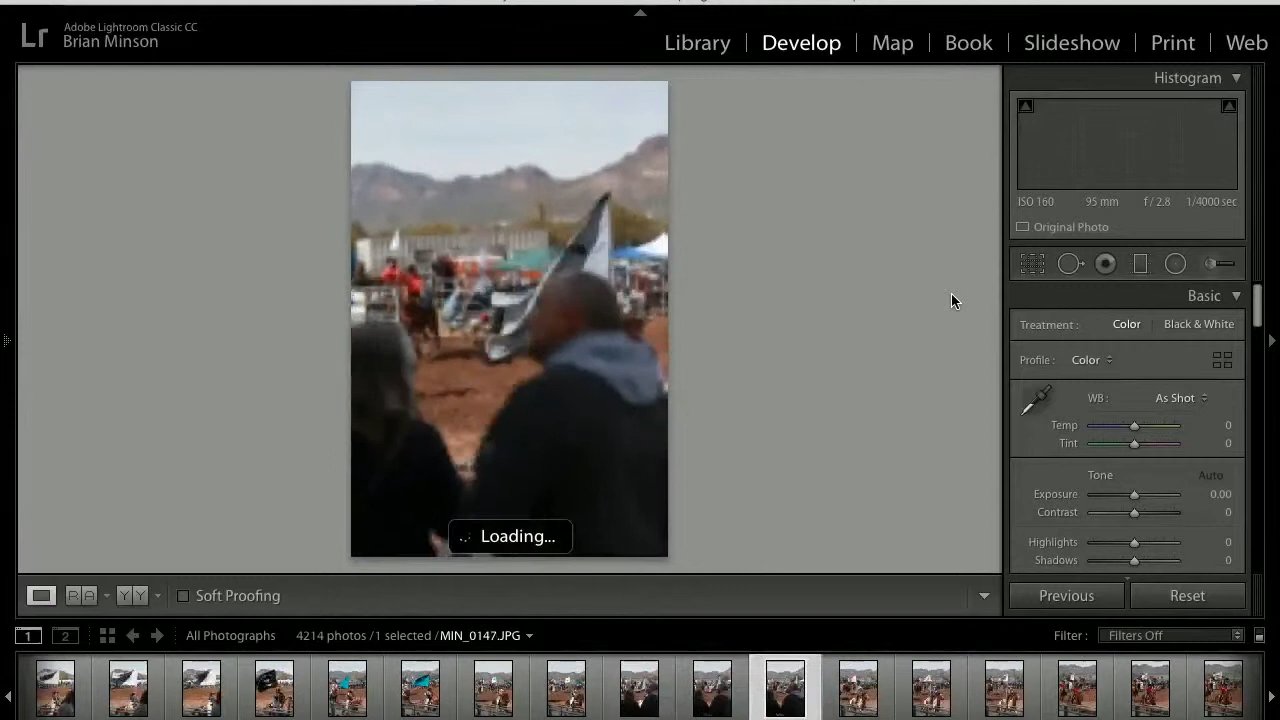 Lr
Adobe Lightroom Classic CC
Brian Minson
Library
Develop
Map
Book
Slideshow
Print
Web
Histogram
ISO 160 95 mm f / 2.8 1/4000 sec
Original Photo
Basic
Treatment : Color Black & White
Profile : Color
WB : As Shot
Temp 0
Tint 0
Tone Auto
Exposure 0.00
Contrast 0
Highlights 0
Shadows 0
Loading...
R A Y Y Soft Proofing
Previous Reset
1 2 All Photographs 4214 photos / 1 selected / MIN_0147.JPG Filter : Filters Off